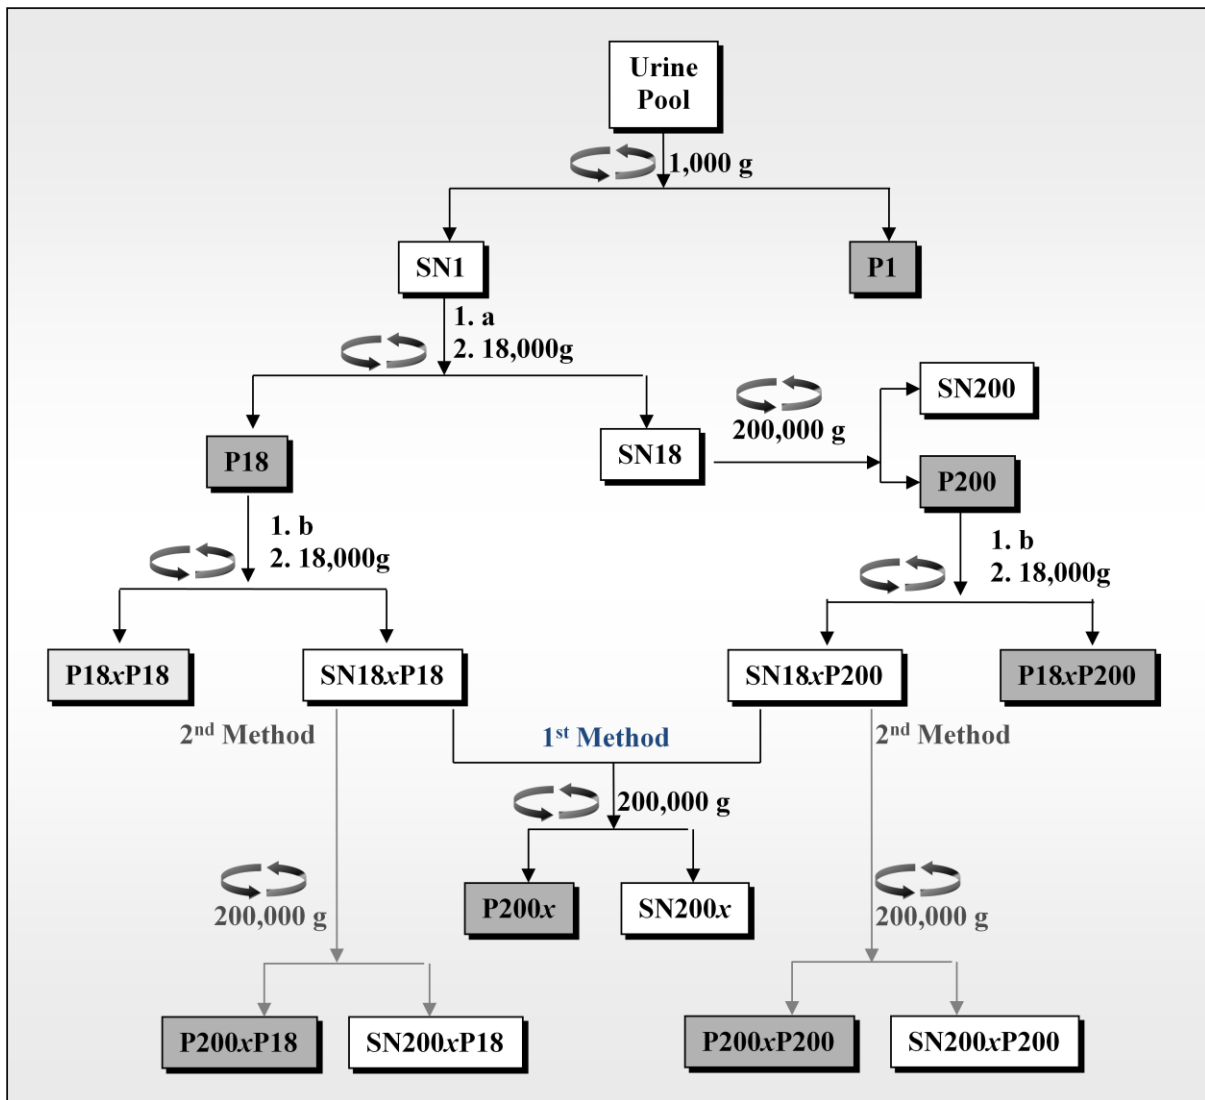 Urine
Pool
1,000 g
SN1
P1
1. a
2. 18,000g
SN200
200,000 g
P18
SN18
P200
1. b
2. 18,000g
1. b
2. 18,000g
P18xP18
SN18xP18
SN18xP200
P18xP200
2nd Method
1st Method
2nd Method
200,000 g
P200x
SN200x
200,000 g
200,000 g
P200xP18
SN200xP18
P200xP200
SN200xP200